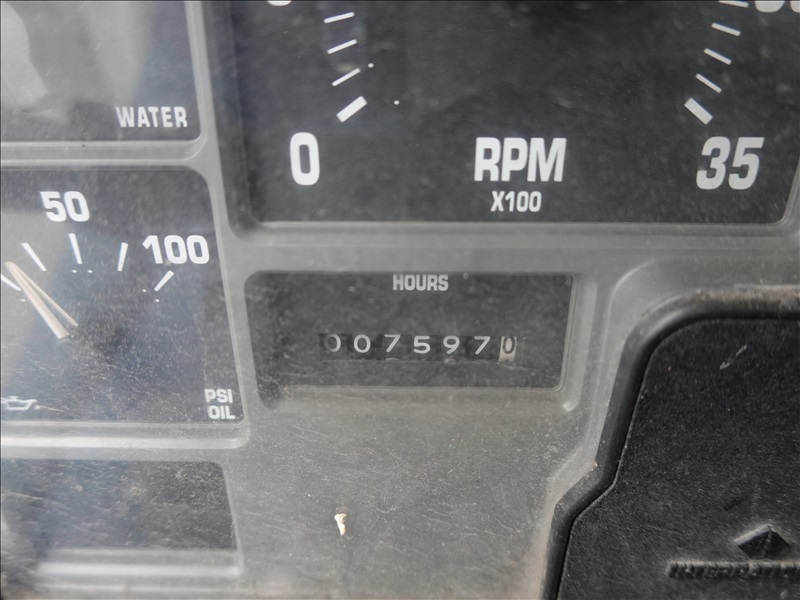 WATER
0
RPM
X100
35
50
100
HOURS
0075970
PSI
OIL